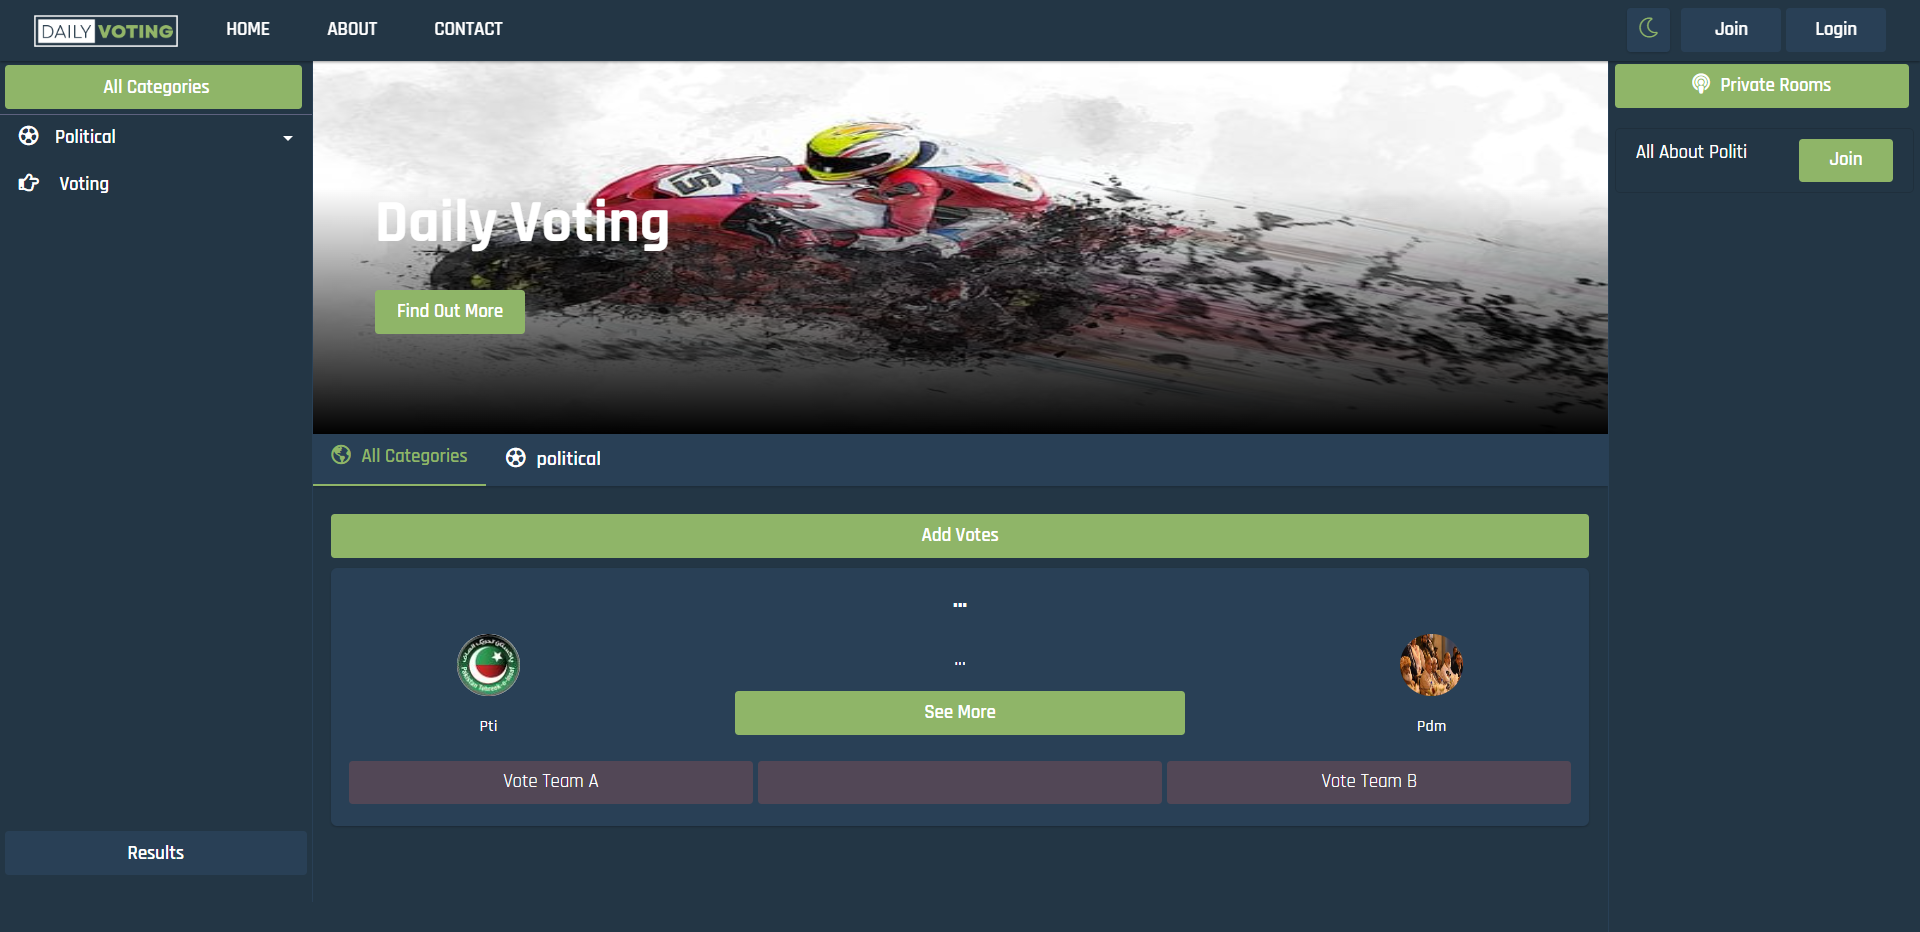 DAILY VOTING
HOME
ABOUT
CONTACT
Join
Login
All Categories
Political
Voting
Results
Daily Voting
Find Out More
All Categories
political
Add Votes
...
...
See More
Pti
Pdm
Vote Team A
Vote Team B
Private Rooms
All About Politi
Join